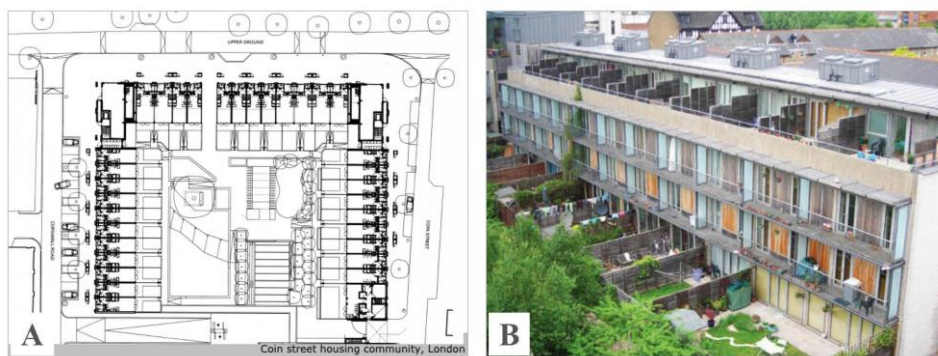 UPPER GROUND
CORNWALL ROAD
COIN STREET
A
Coin street housing community, London
B